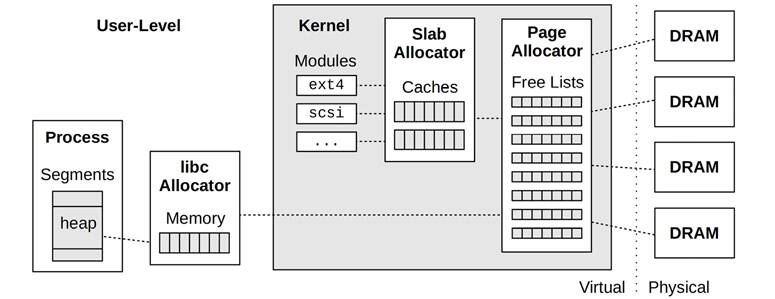 User-Level
Kernel
Slab
Allocator
Page
Allocator
DRAM
Modules
ext4
Caches
Free Lists
scsi
DRAM
...
Process
Segments
heap
libc
Allocator
Memory
DRAM
DRAM
Virtual
Physical